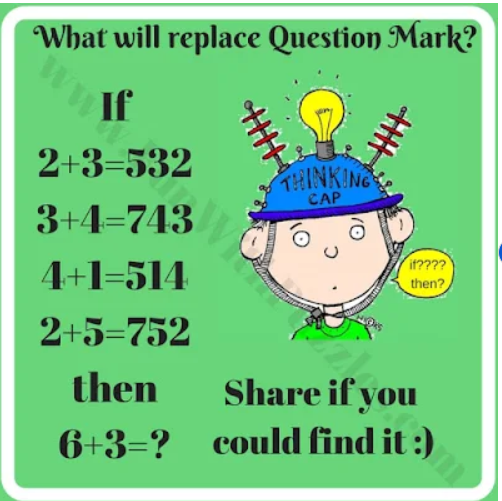 What will replace Question Mark?
If
2+3=532
3+4=743
4+1=514
2+5=752
then
6+3=?
THINKING
CAP
if????
then?
Share if you
could find it :)